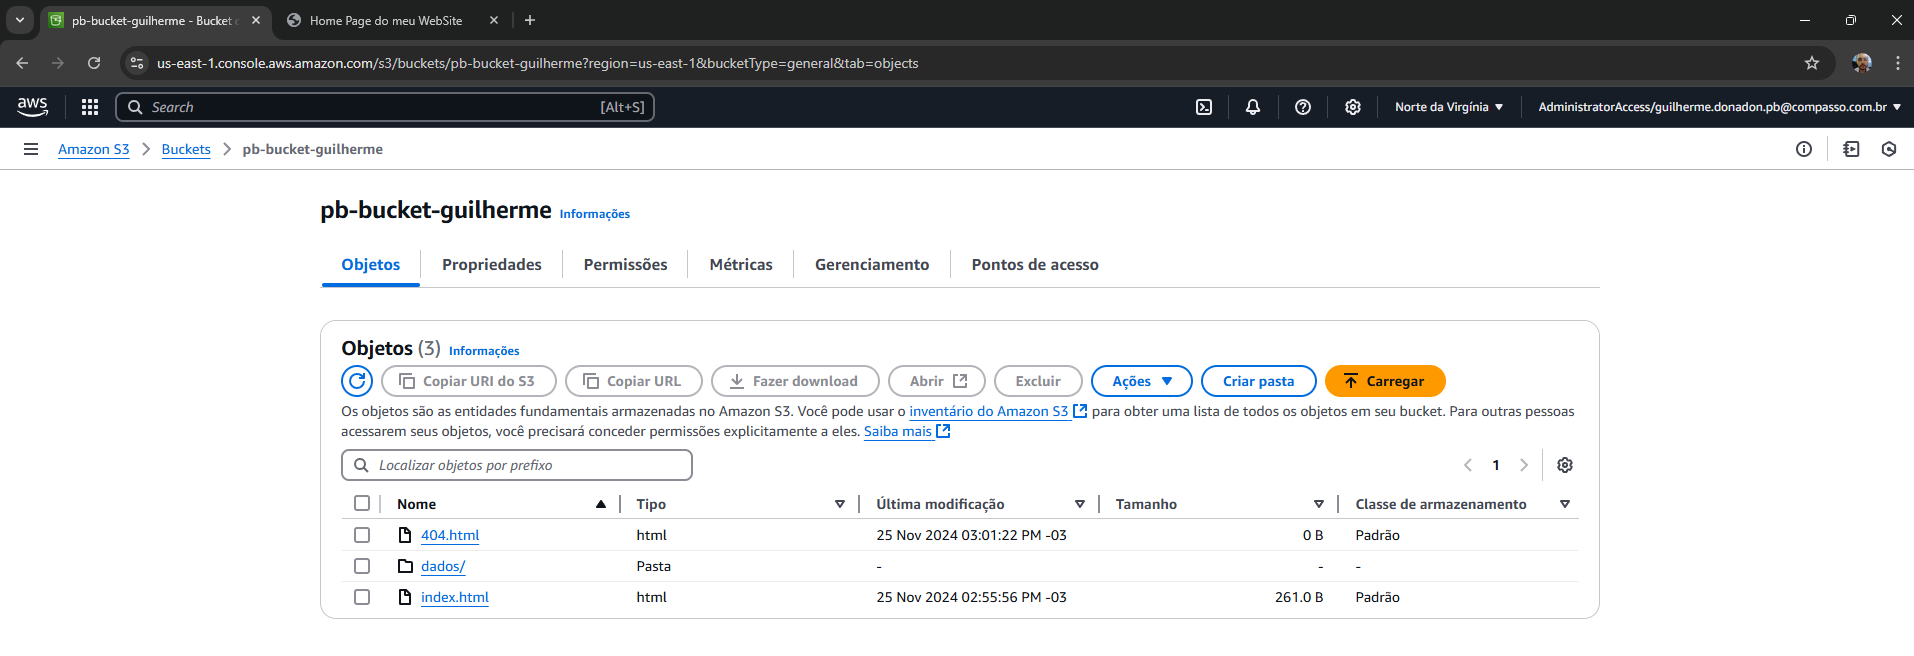 pb-bucket-guilherme - Bucket
Home Page do meu WebSite
us-east-1.console.aws.amazon.com/s3/buckets/pb-bucket-guilherme?region=us-east-1&bucketType=general&tab=objects
aws
Search
[Alt+S]
Norte da Virgínia
AdministratorAccess/guilherme.donadon.pb@compasso.com.br
Amazon S3
Buckets
pb-bucket-guilherme
pb-bucket-guilherme Informações
Objetos
Propriedades
Permissões
Métricas
Gerenciamento
Pontos de acesso
Objetos (3) Informações
Copiar URI do S3
Copiar URL
Fazer download
Abrir
Excluir
Ações
Criar pasta
Carregar
Os objetos são as entidades fundamentais armazenadas no Amazon S3. Você pode usar o inventário do Amazon S3 para obter uma lista de todos os objetos em seu bucket. Para outras pessoas
acessarem seus objetos, você precisará conceder permissões explicitamente a eles. Saiba mais
Localizar objetos por prefixo
1
Nome Tipo Última modificação Tamanho Classe de armazenamento
404.html html 25 Nov 2024 03:01:22 PM -03 0 B Padrão
dados/ Pasta - - -
index.html html 25 Nov 2024 02:55:56 PM -03 261.0 B Padrão